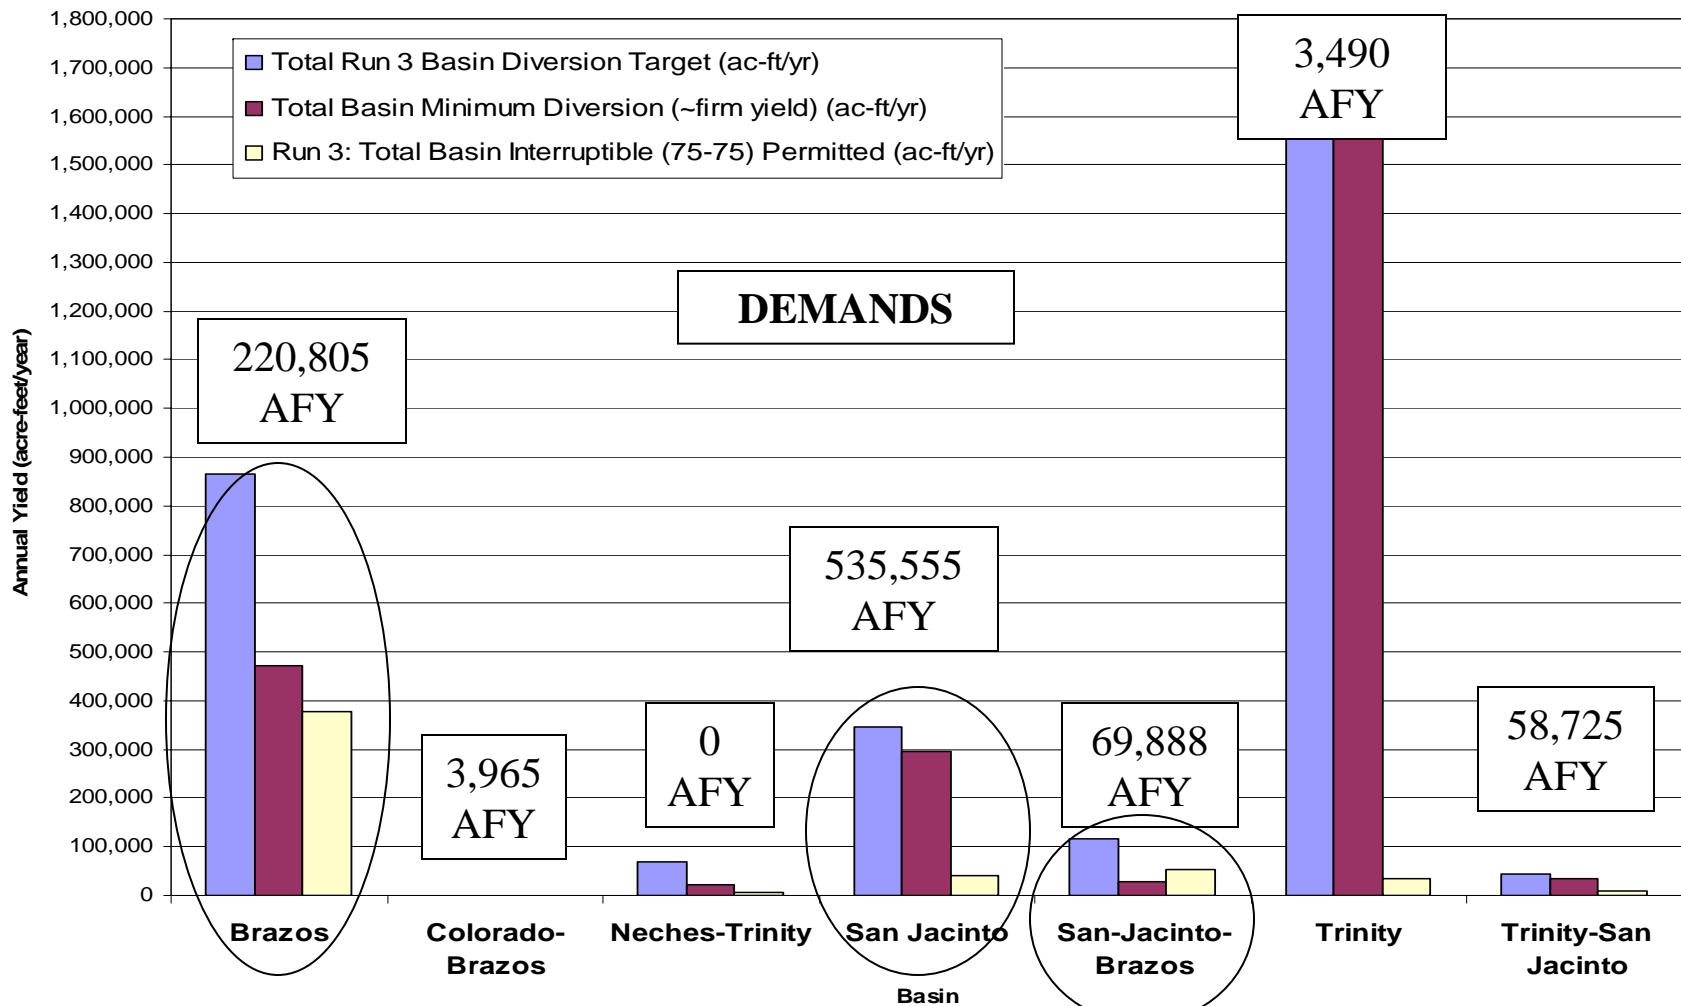 1,800,000
1,700,000
1,600,000
1,500,000
1,400,000
1,300,000
1,200,000
1,100,000
1,000,000
900,000
800,000
700,000
600,000
500,000
400,000
300,000
200,000
100,000
0
Annual Yield (acre-feet/year)
Total Run 3 Basin Diversion Target (ac-ft/yr)
Total Basin Minimum Diversion (~firm yield) (ac-ft/yr)
Run 3: Total Basin Interruptible (75-75) Permitted (ac-ft/yr)
3,490
AFY
DEMANDS
220,805
AFY
535,555
AFY
3,965
AFY
0
AFY
69,888
AFY
58,725
AFY
Brazos
Colorado-
Brazos
Neches-Trinity
San Jacinto
San-Jacinto-
Brazos
Trinity
Trinity-San
Jacinto
Basin